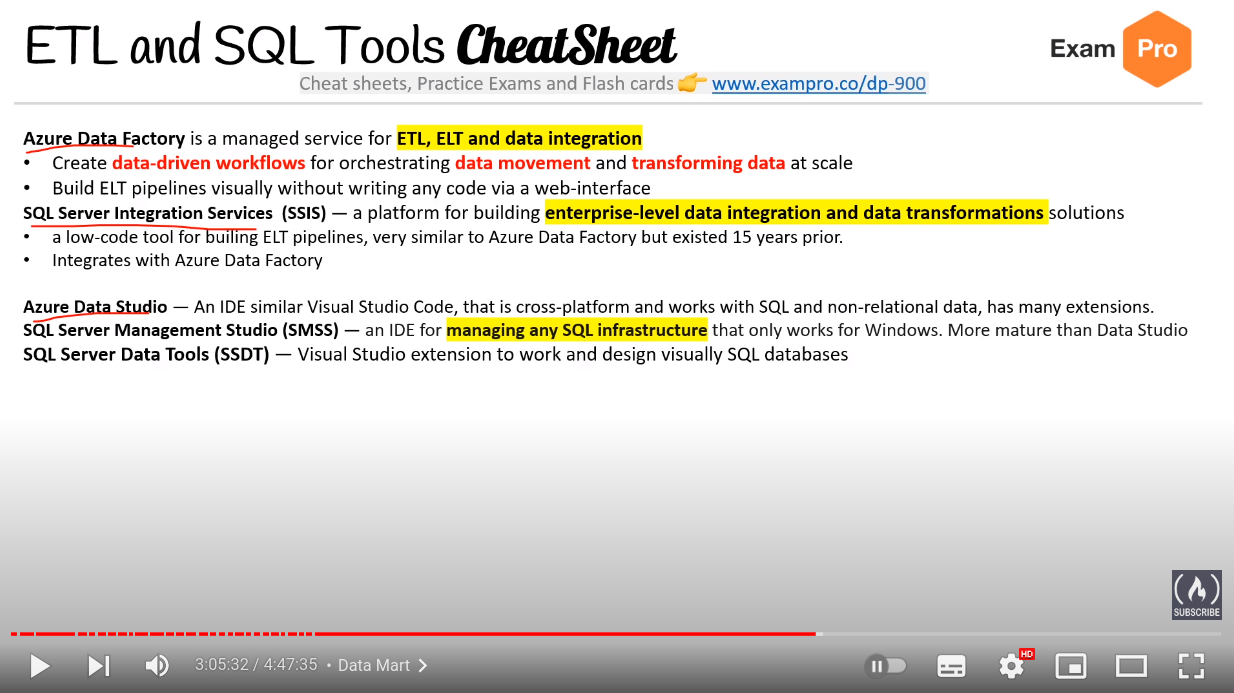 ETL and SQL Tools CheatSheet
Exam Pro
Cheat sheets, Practice Exams and Flash cards 👉 www.exampro.co/dp-900
Azure Data Factory is a managed service for ETL, ELT and data integration
• Create data-driven workflows for orchestrating data movement and transforming data at scale
• Build ELT pipelines visually without writing any code via a web-interface
SQL Server Integration Services (SSIS) — a platform for building enterprise-level data integration and data transformations solutions
• a low-code tool for builing ELT pipelines, very similar to Azure Data Factory but existed 15 years prior.
• Integrates with Azure Data Factory
Azure Data Studio — An IDE similar Visual Studio Code, that is cross-platform and works with SQL and non-relational data, has many extensions.
SQL Server Management Studio (SMSS) — an IDE for managing any SQL infrastructure that only works for Windows. More mature than Data Studio
SQL Server Data Tools (SSDT) — Visual Studio extension to work and design visually SQL databases
SUBSCRIBE
3:05:32 / 4:47:35 • Data Mart
HD